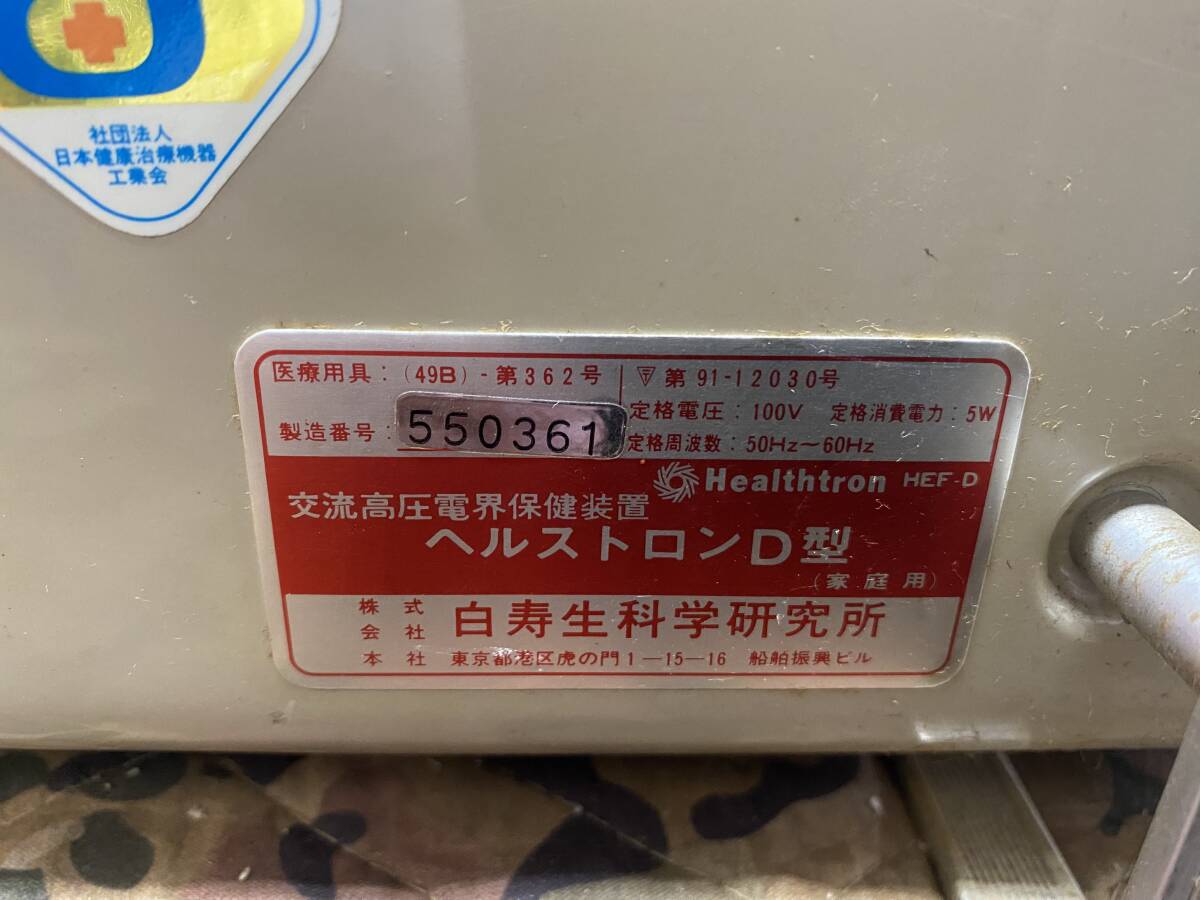 社団法人
日本健康治療機器
工業会
医療用具:(49B)-第362号
製造番号:550361
第91-12030号
定格電圧:100V 定格消費電力:5W
定格周波数:50Hz~60Hz
Healthtron HEF-D
交流高圧電界保健装置
ヘルストロンD型
(家庭用)
株式会社 白寿生科学研究所
本社 東京都港区虎の門1—15—16 船舶振興ビル